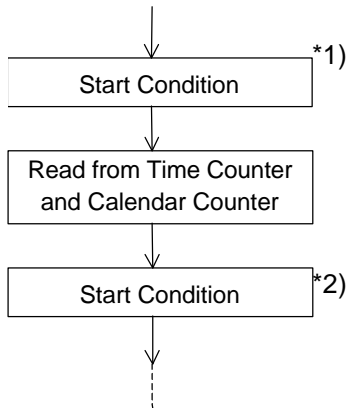 *1)
Start Condition
Read from Time Counter
and Calendar Counter
*2)
Start Condition